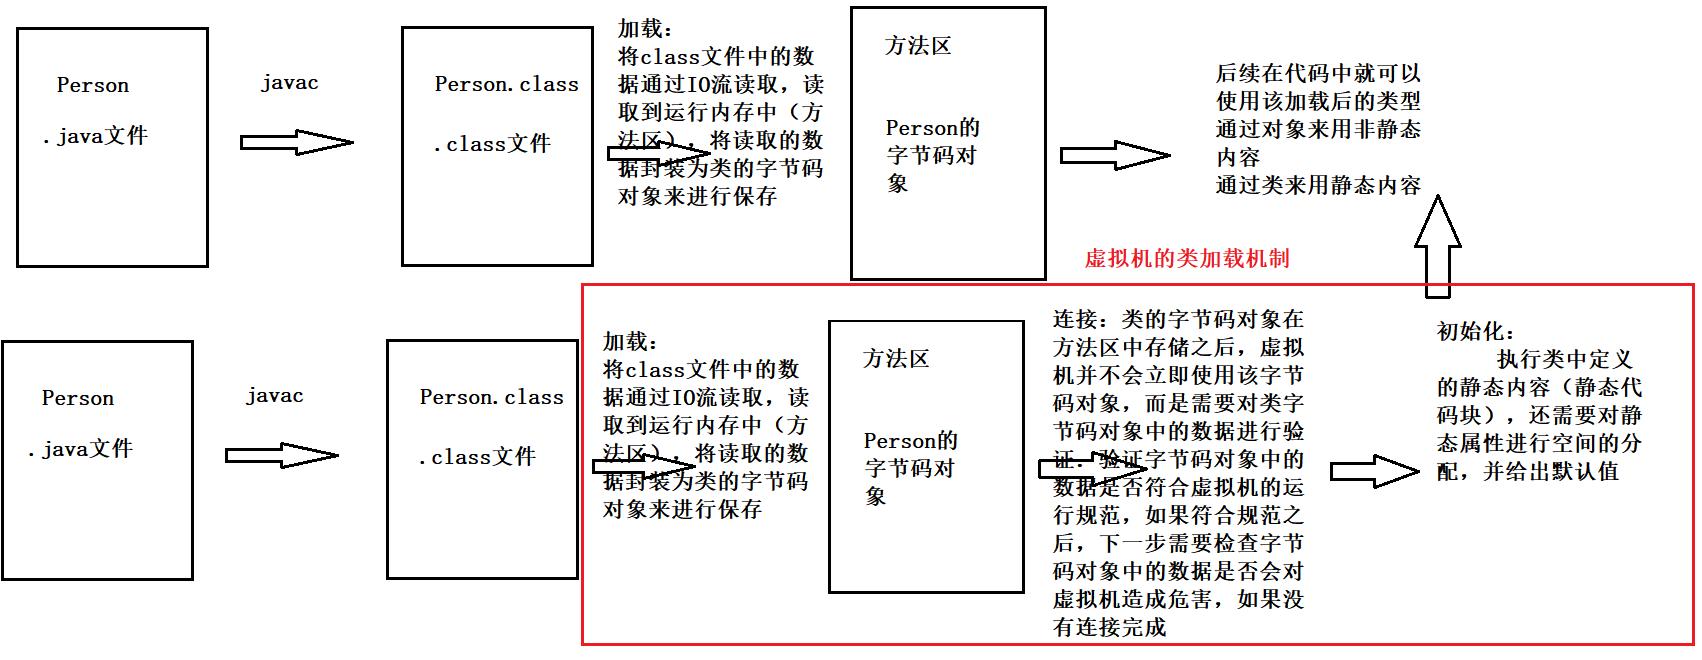 Person
.java文件
javac
Person.class
.class文件
加载：
将class文件中的数
据通过IO流读取，读
取到运行内存中（方
法区），将读取的数
据封装为类的字节码
对象来进行保存
方法区
Person的
字节码对
象
后续在代码中就可以
使用该加载后的类型
通过对象来用非静态
内容
通过类来用静态内容
虚拟机的类加载机制
Person
.java文件
javac
Person.class
.class文件
加载：
将class文件中的数
据通过IO流读取，读
取到运行内存中（方
法区），将读取的数
据封装为类的字节码
对象来进行保存
方法区
Person的
字节码对
象
连接：类的字节码对象在
方法区中存储之后，虚拟
机并不会立即使用该字节
码对象，而是需要对类字
节码对象中的数据进行验
证：验证字节码对象中的
数据是否符合虚拟机的运
行规范，如果符合规范之
后，下一步需要检查字节
码对象中的数据是否会对
虚拟机造成危害，如果没
有连接完成
初始化：
执行类中定义
的静态内容（静态代
码块），还需要对静
态属性进行空间的分
配，并给出默认值